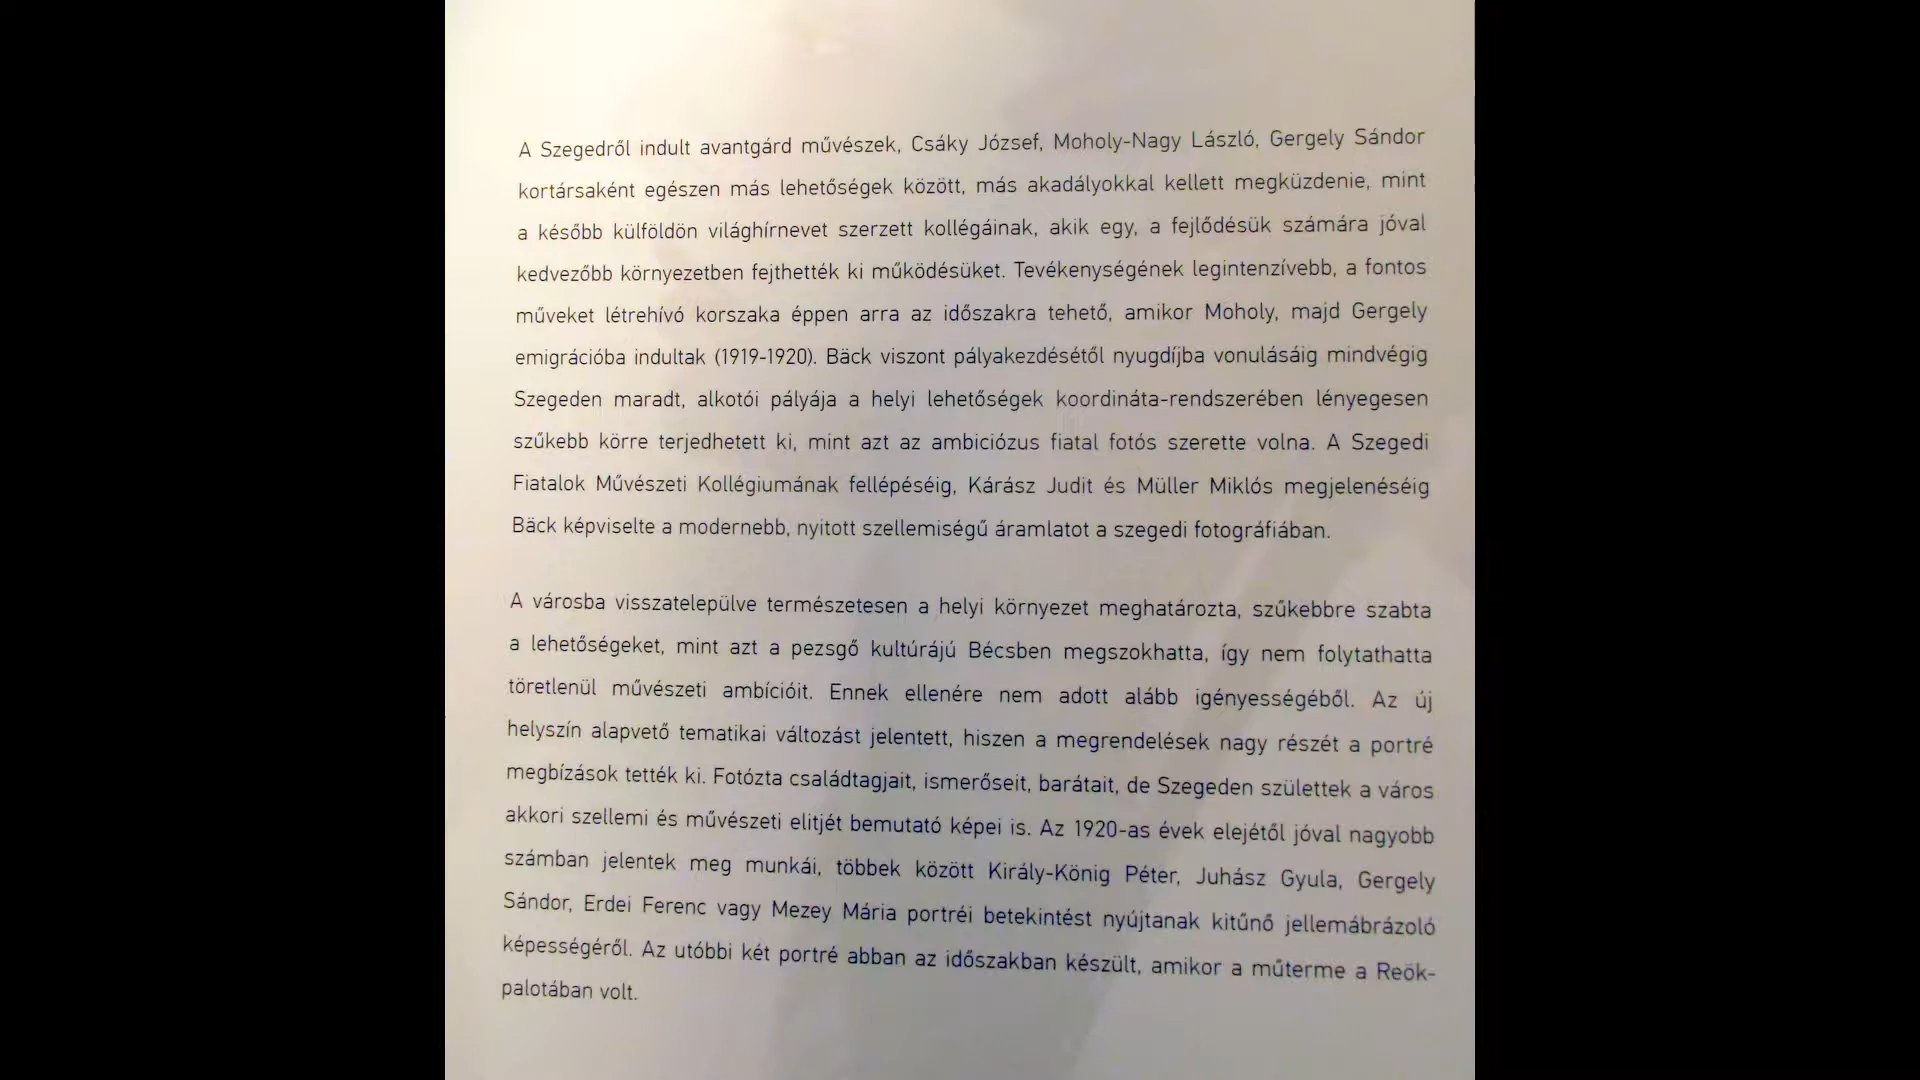 A Szegedről indult avantgárd művészek, Csáky József, Moholy-Nagy László, Gergely Sándor
kortársaként egészen más lehetőségek között, más akadályokkal kellett megküzdenie, mint
a később külföldön világhírnevet szerzett kollégáinak, akik egy, a fejlődésük számára jóval
kedvezőbb környezetben fejthették ki működésüket. Tevékenységének legintenzívebb, a fontos
műveket létrehívó korszaka éppen arra az időszakra tehető, amikor Moholy, majd Gergely
emigrációba indultak (1919-1920). Bäck viszont pályakezdésétől nyugdíjba vonulásáig mindvégig
Szegeden maradt, alkotói pályája a helyi lehetőségek koordináta-rendszerében lényegesen
szűkebb körre terjedhetett ki, mint azt az ambiciózus fiatal fotós szerette volna. A Szegedi
Fiatalok Művészeti Kollégiumának fellépéséig, Kárász Judit és Müller Miklós megjelenéséig
Bäck képviselte a modernebb, nyitott szellemiségű áramlatot a szegedi fotográfiában.
A városba visszatelepülve természetesen a helyi környezet meghatározta, szűkebbre szabta
a lehetőségeket, mint azt a pezsgő kultúrájú Bécsben megszokhatta, így nem folytathatta
töretlenül művészeti ambícióit. Ennek ellenére nem adott alább igényességéből. Az új
helyszín alapvető tematikai változást jelentett, hiszen a megrendelések nagy részét a portré
megbízások tették ki. Fotózta családtagjait, ismerőseit, barátait, de Szegeden születtek a város
akkori szellemi és művészeti elitjét bemutató képei is. Az 1920-as évek elejétől jóval nagyobb
számban jelentek meg munkái, többek között Király-König Péter, Juhász Gyula, Gergely
Sándor, Erdei Ferenc vagy Mezey Mária portréi betekintést nyújtanak kitűnő jellemábrázoló
képességéről. Az utóbbi két portré abban az időszakban készült, amikor a műterme a Reök-
palotában volt.